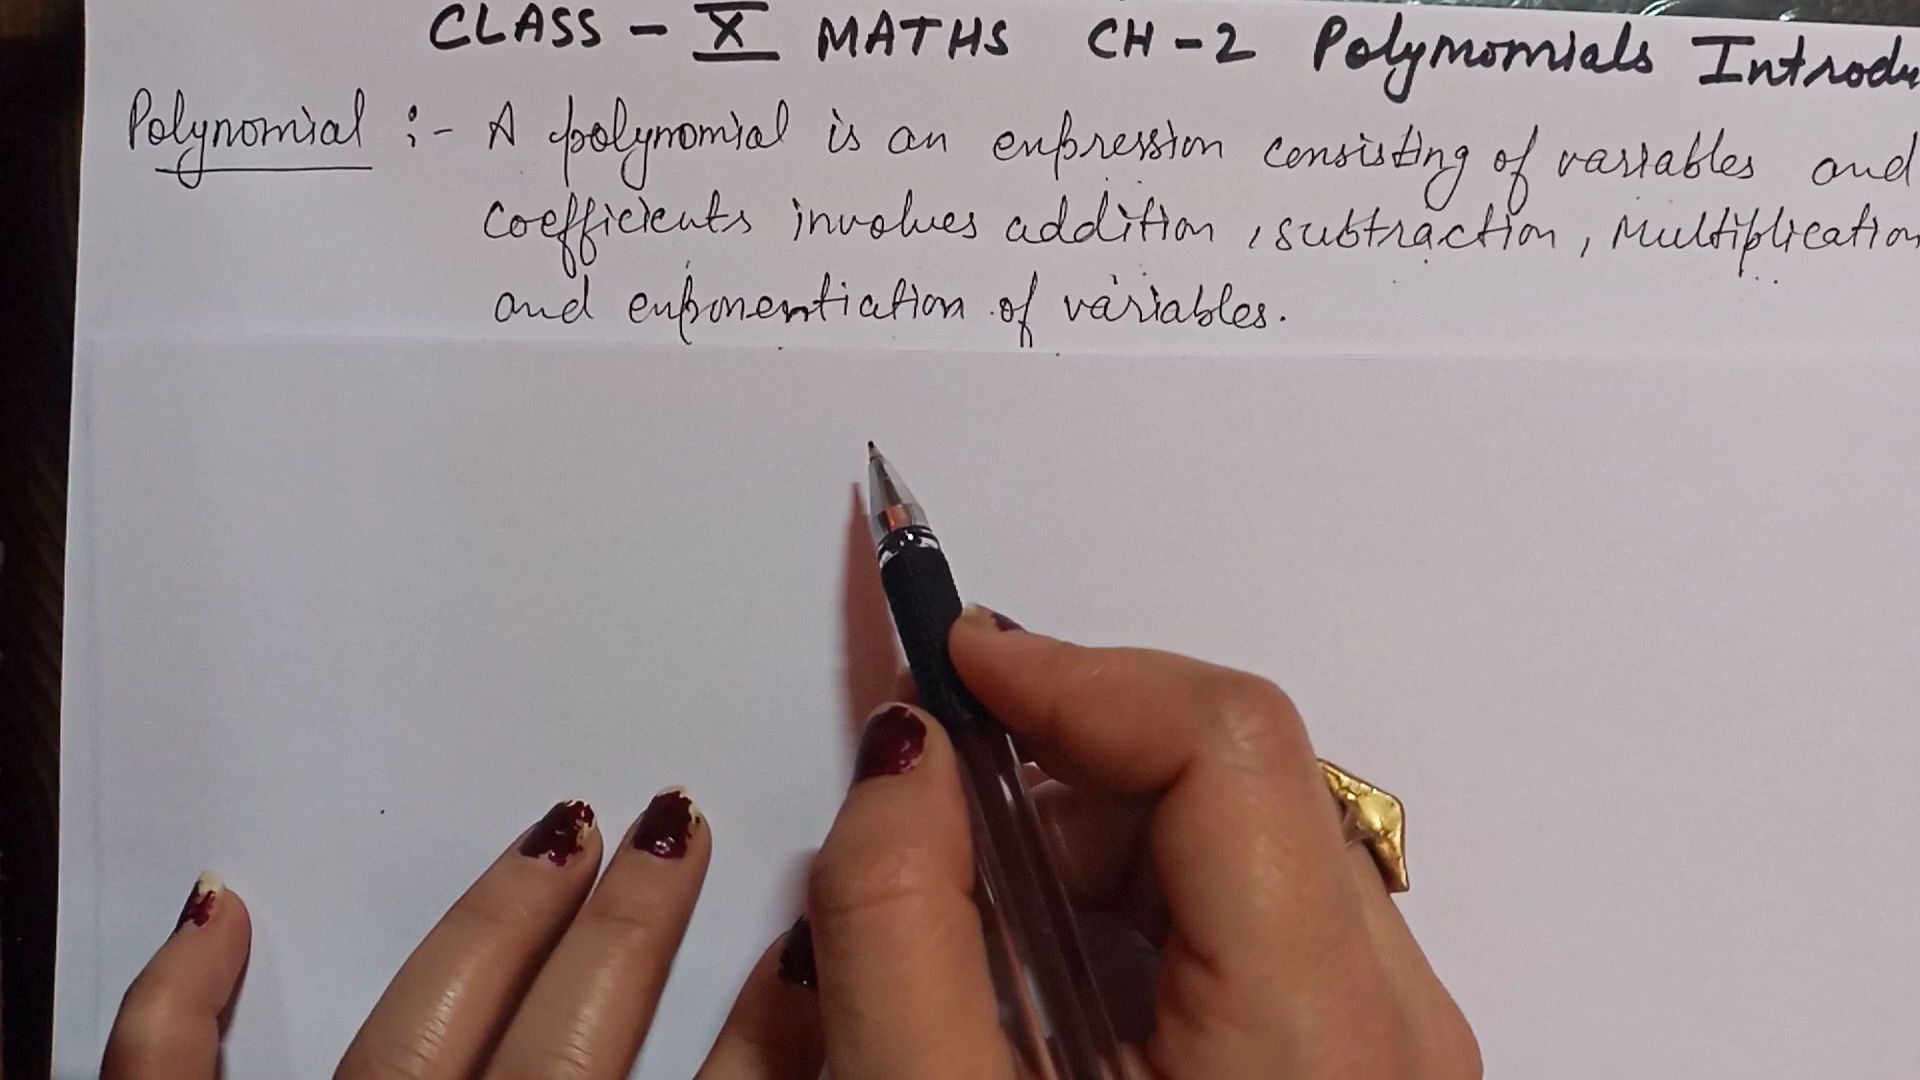 CLASS - X MATHS CH-2 Polynomials Introdu
Polynomial :- A polynomial is an expression consisting of variables and
coefficients involves addition, subtraction, Multiplication
and exponentiation of variables.